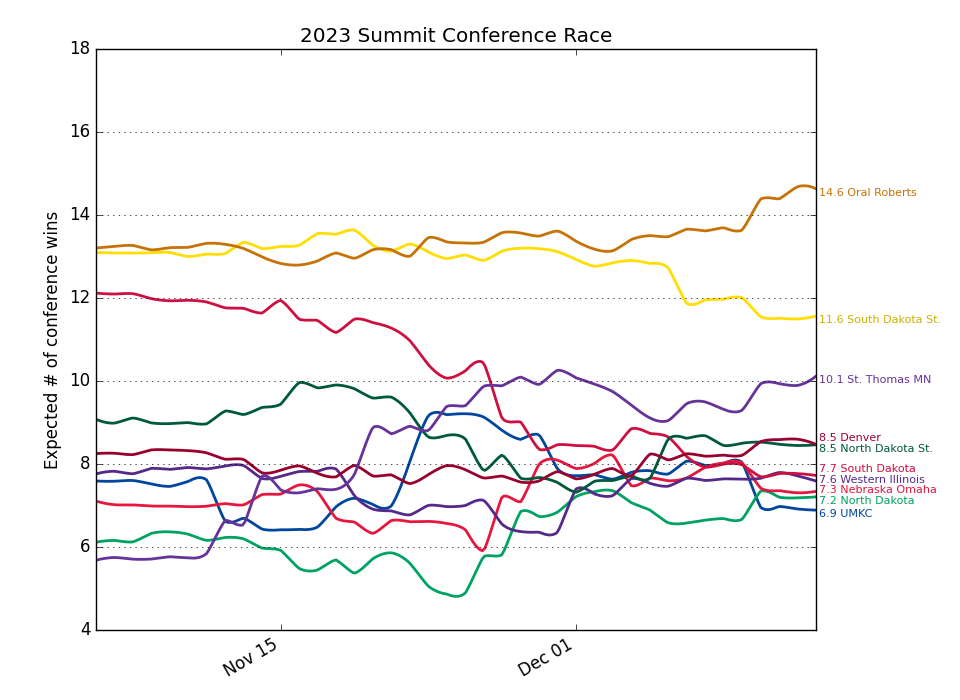 2023 Summit Conference Race
Expected # of conference wins
18
16
14
12
10
8
6
4
Nov 15
Dec 01
14.6 Oral Roberts
11.6 South Dakota St.
10.1 St. Thomas MN
8.5 Denver
8.5 North Dakota St.
7.7 South Dakota
7.6 Western Illinois
7.3 Nebraska Omaha
7.2 North Dakota
6.9 UMKC